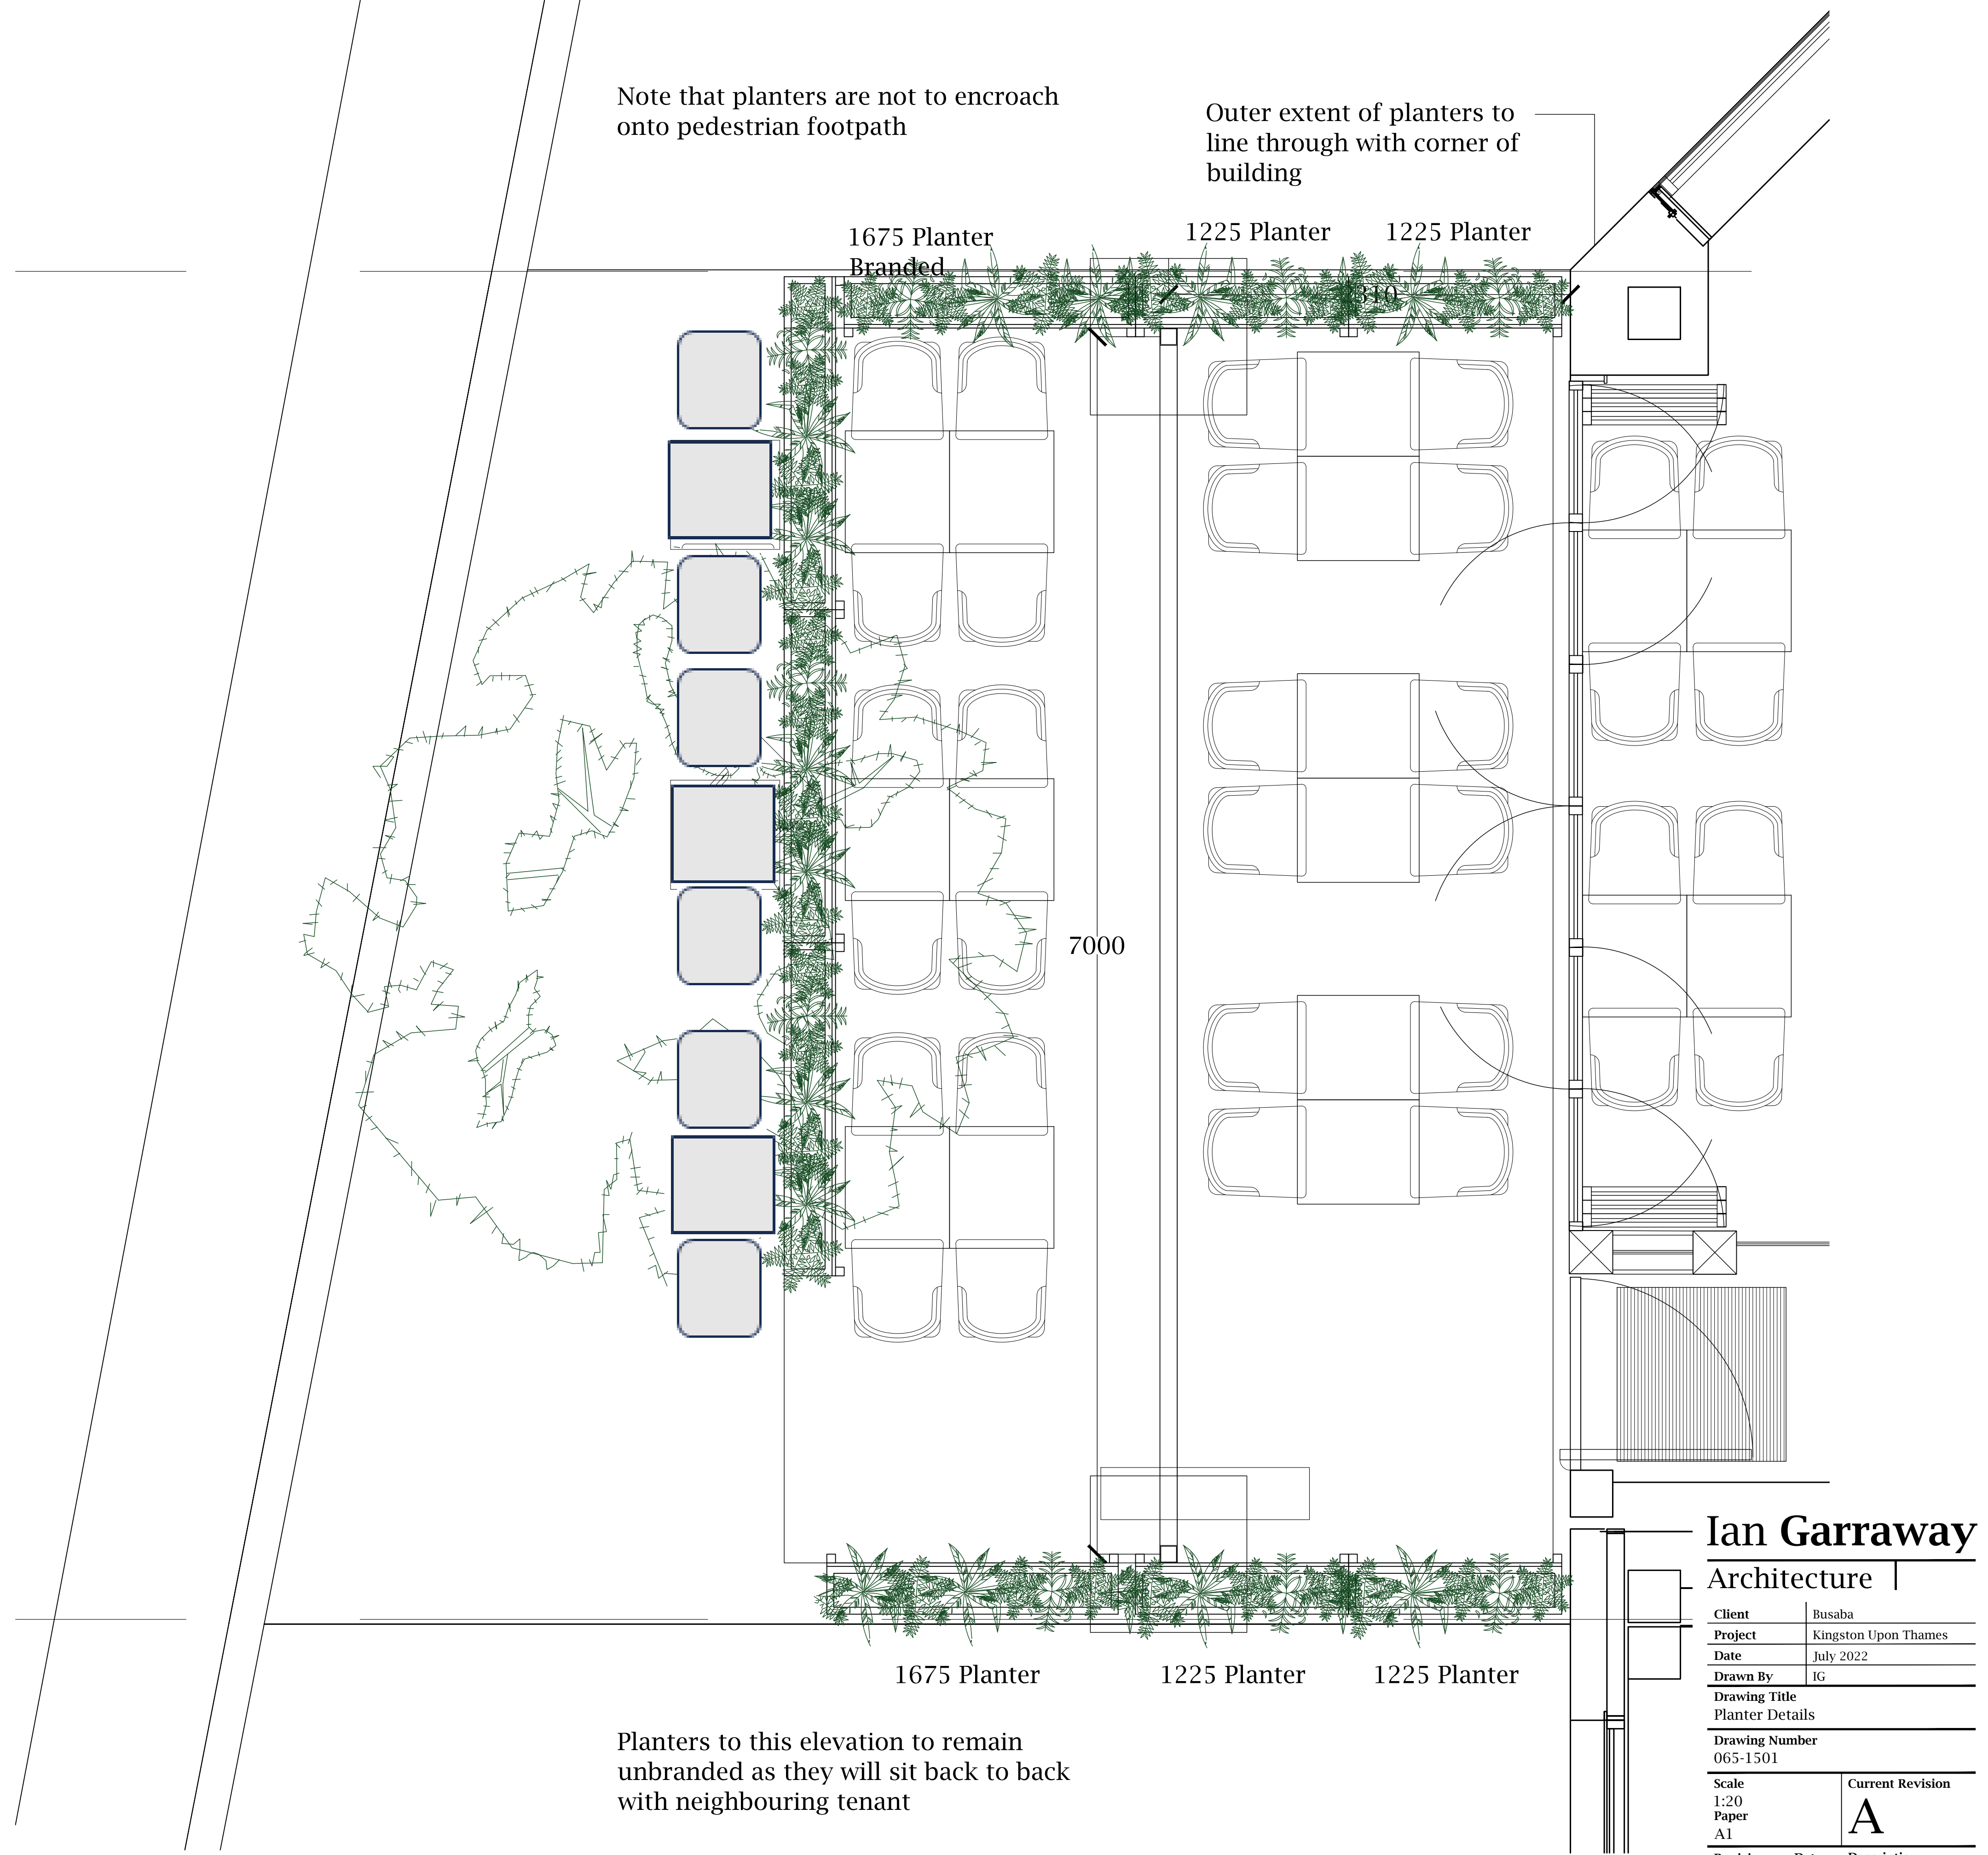 Note that planters are not to encroach
onto pedestrian footpath
Outer extent of planters to
line through with corner of
building
1675 Planter
Branded
1225 Planter
1225 Planter
310
7000
1675 Planter
1225 Planter
1225 Planter
Planters to this elevation to remain
unbranded as they will sit back to back
with neighbouring tenant
Ian Garraway
Architecture
Client Busaba
Project Kingston Upon Thames
Date July 2022
Drawn By IG
Drawing Title
Planter Details
Drawing Number
065-1501
Scale
1:20
Paper
A1
Current Revision
A